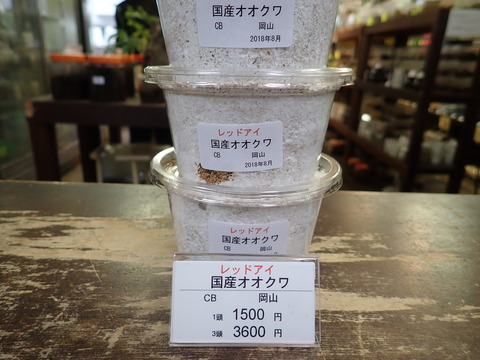 国産オオクワ
CB 岡山
2018年8月
レッドアイ
国産オオクワ
CB 岡山
2018年8月
レッドアイ
国産オオクワ
CB 岡山
レッドアイ
国産オオクワ
CB 岡山
1頭 1500 円
3頭 3600 円